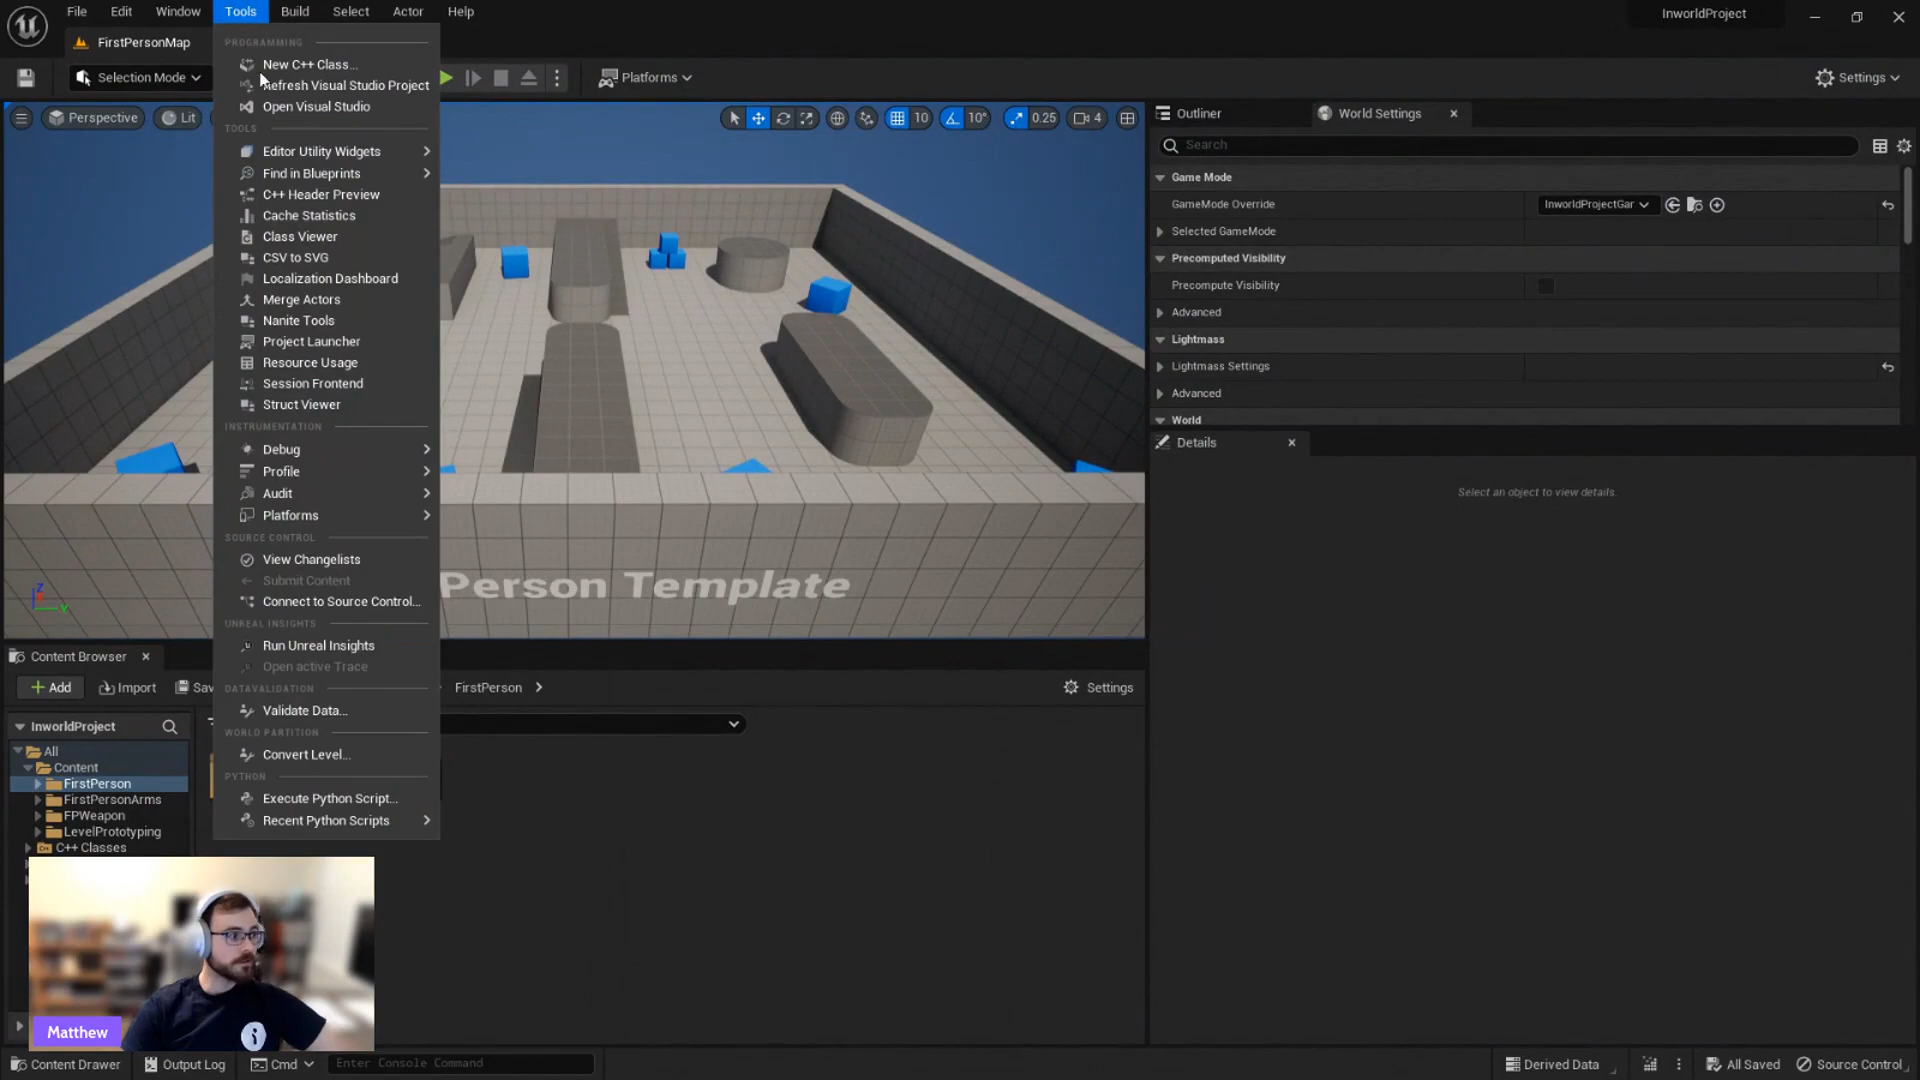 File Edit Window Tools Build Select Actor Help
InworldProject
FirstPersonMap
Selection Mode
Platforms
Settings
PROGRAMMING
New C++ Class...
Refresh Visual Studio Project
Open Visual Studio
TOOLS
Editor Utility Widgets
Find in Blueprints
C++ Header Preview
Cache Statistics
Class Viewer
CSV to SVG
Localization Dashboard
Merge Actors
Nanite Tools
Project Launcher
Resource Usage
Session Frontend
Struct Viewer
INSTRUMENTATION
Debug
Profile
Audit
Platforms
SOURCE CONTROL
View Changelists
Submit Content
Connect to Source Control...
UNREAL INSIGHTS
Run Unreal Insights
Open active Trace
DATAVALIDATION
Validate Data...
WORLD PARTITION
Convert Level...
PYTHON
Execute Python Script...
Recent Python Scripts
Perspective Lit
10 10° 0.25 4
Person Template
Z
Y
Outliner World Settings
Search
Game Mode
GameMode Override InworldProjectGar
Selected GameMode
Precomputed Visibility
Precompute Visibility
Advanced
Lightmass
Lightmass Settings
Advanced
World
Details
Select an object to view details.
Content Browser
Add Import Sav FirstPerson Settings
InworldProject
All
Content
FirstPerson
FirstPersonArms
FPWeapon
LevelPrototyping
C++ Classes
Matthew
Content Drawer Output Log Cmd Enter Console Command Derived Data All Saved Source Control